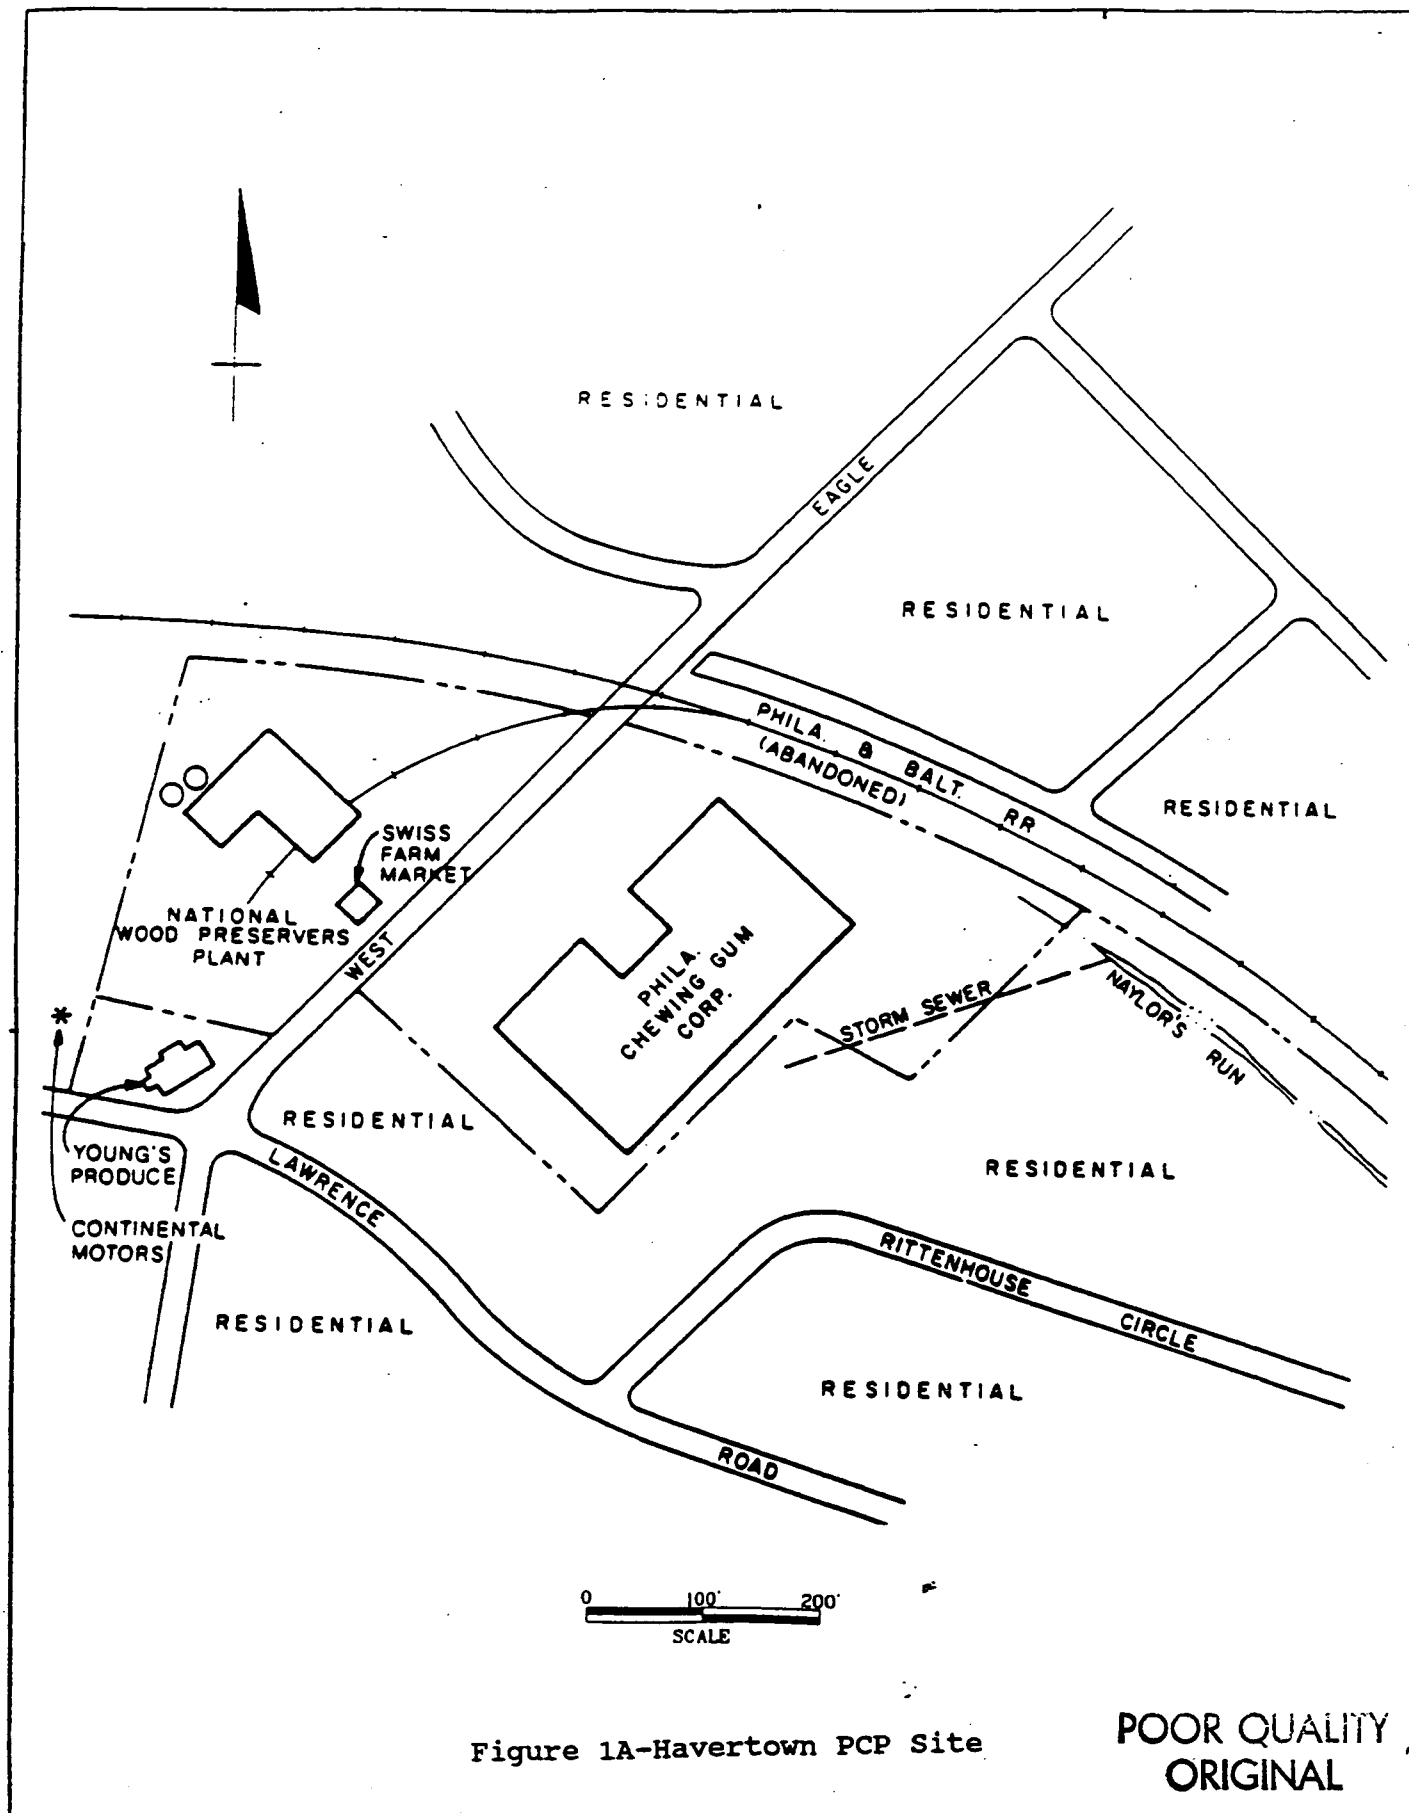 RESIDENTIAL
EAGLE
RESIDENTIAL
PHILA. & BALT. RR
(ABANDONED)
RESIDENTIAL
SWISS
FARM
MARKET
NATIONAL
WOOD PRESERVERS
PLANT
WEST
PHILA.
CHEWING GUM
CORP.
STORM SEWER
NAYLOR'S RUN
*
RESIDENTIAL
YOUNG'S
PRODUCE
LAWRENCE
RESIDENTIAL
CONTINENTAL
MOTORS
RITTENHOUSE CIRCLE
RESIDENTIAL
RESIDENTIAL
ROAD
0 100' 200'
SCALE
Figure 1A-Havertown PCP Site
POOR QUALITY
ORIGINAL